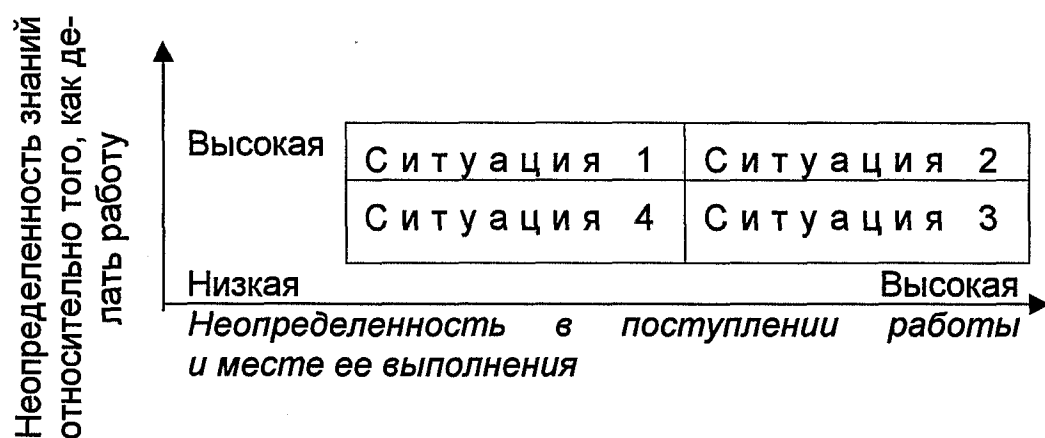 Неопределенность знаний
относительно того, как де-
лать работу
Высокая
Ситуация 1
Ситуация 2
Ситуация 4
Ситуация 3
Низкая
Высокая
Неопределенность в поступлении работы
и месте ее выполнения